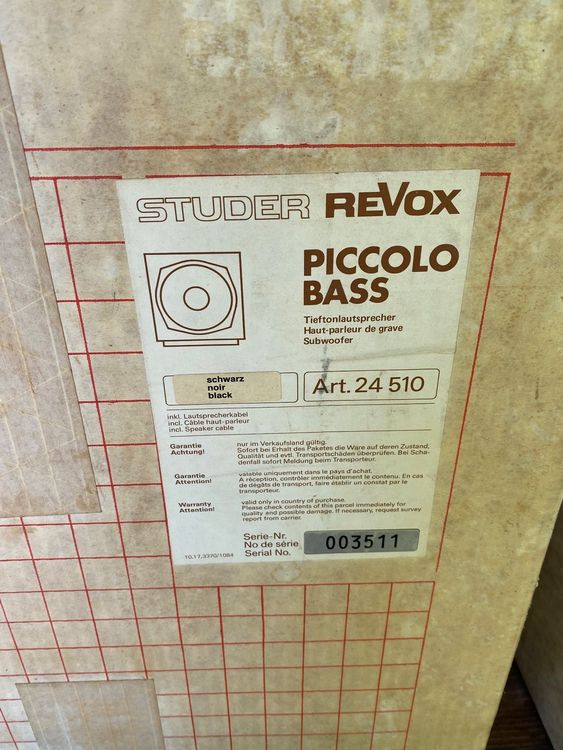 STUDER REVOX
PICCOLO
BASS
Tieftonlautsprecher
Haut-parleur de grave
Subwoofer
schwarz
noir
black
Art. 24 510
inkl. Lautsprecherkabel
incl. Câble haut-parleur
incl. Speaker cable
Garantie
Achtung!
nur im Verkaufsland gültig.
Sofort bei Erhalt des Paketes die Ware auf deren Zustand,
Qualität und evtl. Transportschäden überprüfen. Bei Scha-
denfall sofort Meldung beim Transporteur.
Garantie
Attention!
valable uniquement dans le pays d'achat.
A réception, contrôler immédiatement le contenu. En cas
de dégâts de transport, faire établir un constat par le
transporteur.
Warranty
Attention!
valid only in country of purchase.
Please check contents of this parcel immediately for
quality and possible damage. If necessary, request survey
report from carrier.
Serie-Nr.
No de série
Serial No.
003511
10.17.3370/1084